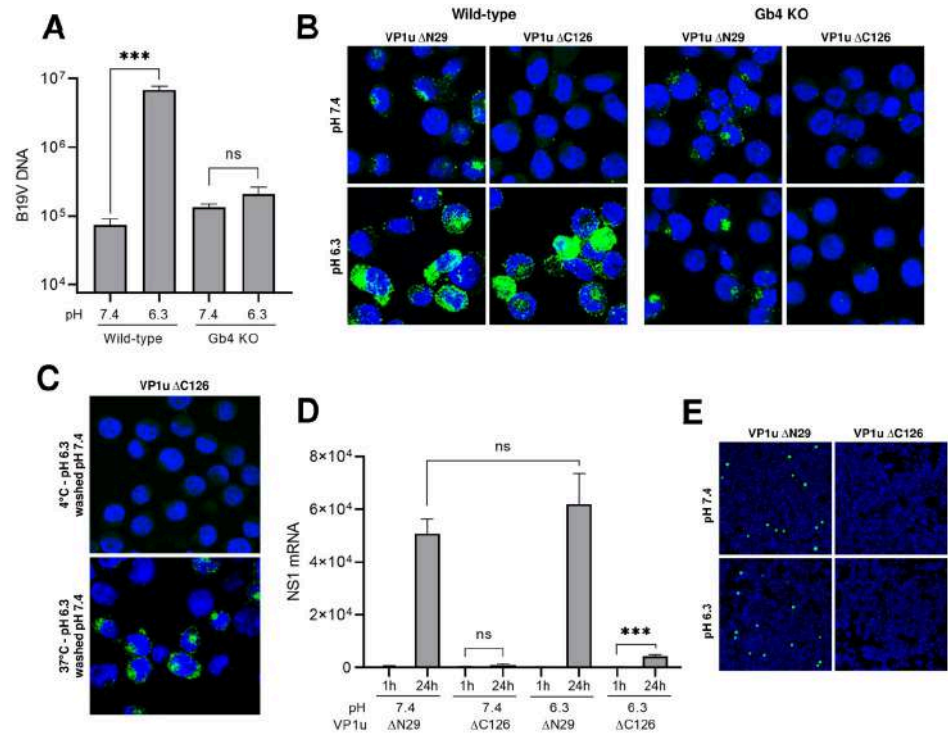 A
***
ns
B19V DNA
10⁷
10⁶
10⁵
10⁴
pH 7.4 6.3 7.4 6.3
Wild-type Gb4 KO
B
Wild-type Gb4 KO
VP1u ΔN29 VP1u ΔC126 VP1u ΔN29 VP1u ΔC126
pH 7.4
pH 6.3
C
VP1u ΔC126
4°C - pH 6.3
washed pH 7.4
37°C - pH 6.3
washed pH 7.4
D
ns
ns
***
NS1 mRNA
8×10⁴
6×10⁴
4×10⁴
2×10⁴
0
1h 24h 1h 24h 1h 24h 1h 24h
pH 7.4 7.4 6.3 6.3
VP1u ΔN29 ΔC126 ΔN29 ΔC126
E
VP1u ΔN29 VP1u ΔC126
pH 7.4
pH 6.3